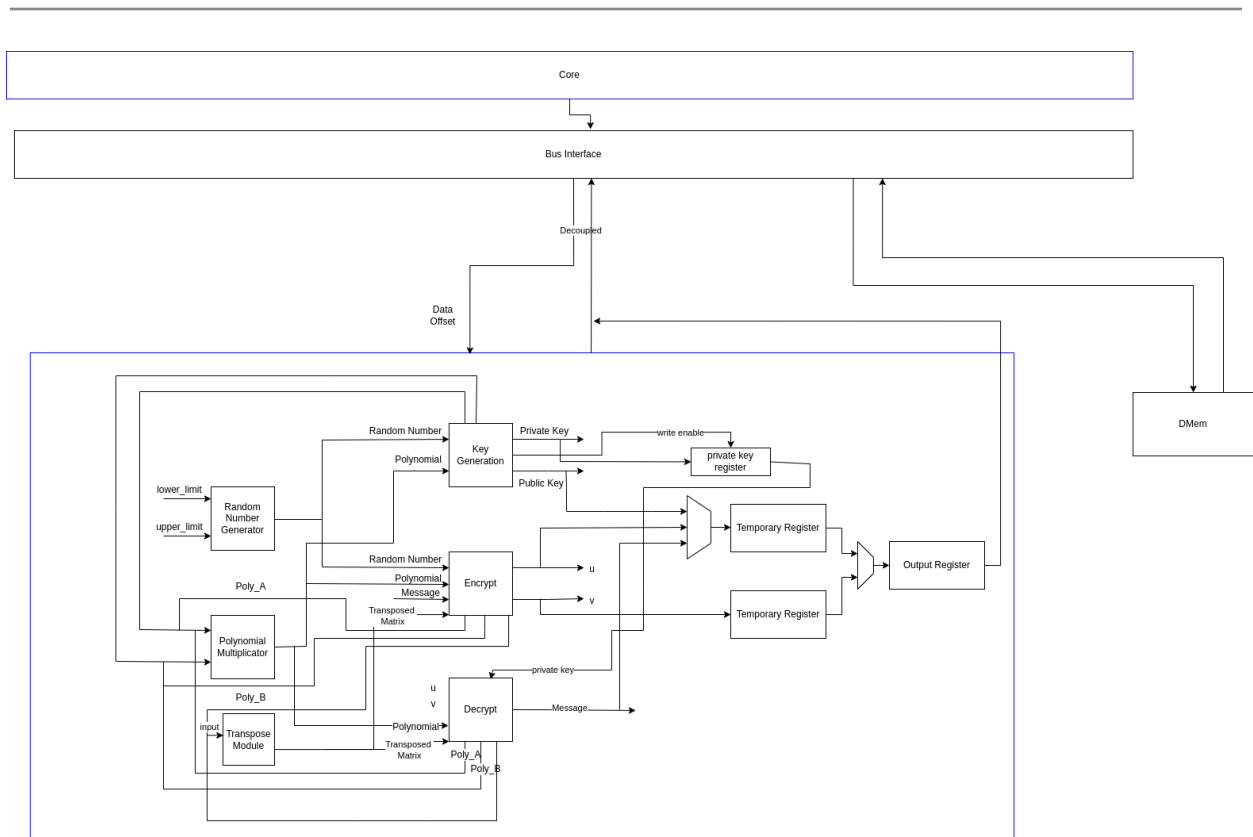 Core
Bus Interface
Decoupled
Data
Offset
DMem
Random Number
Key
Generation
Private Key
write enable
private key
register
Polynomial
Public Key
lower_limit
upper_limit
Random
Number
Generator
Temporary Register
Random Number
Polynomial
Message
Transposed
Matrix
Encrypt
u
v
Output Register
Temporary Register
Poly_A
Polynomial
Multiplicator
Poly_B
private key
u
v
Decrypt
Message
input
Transpose
Module
Polynomial
Transposed
Matrix
Poly_A
Poly_B